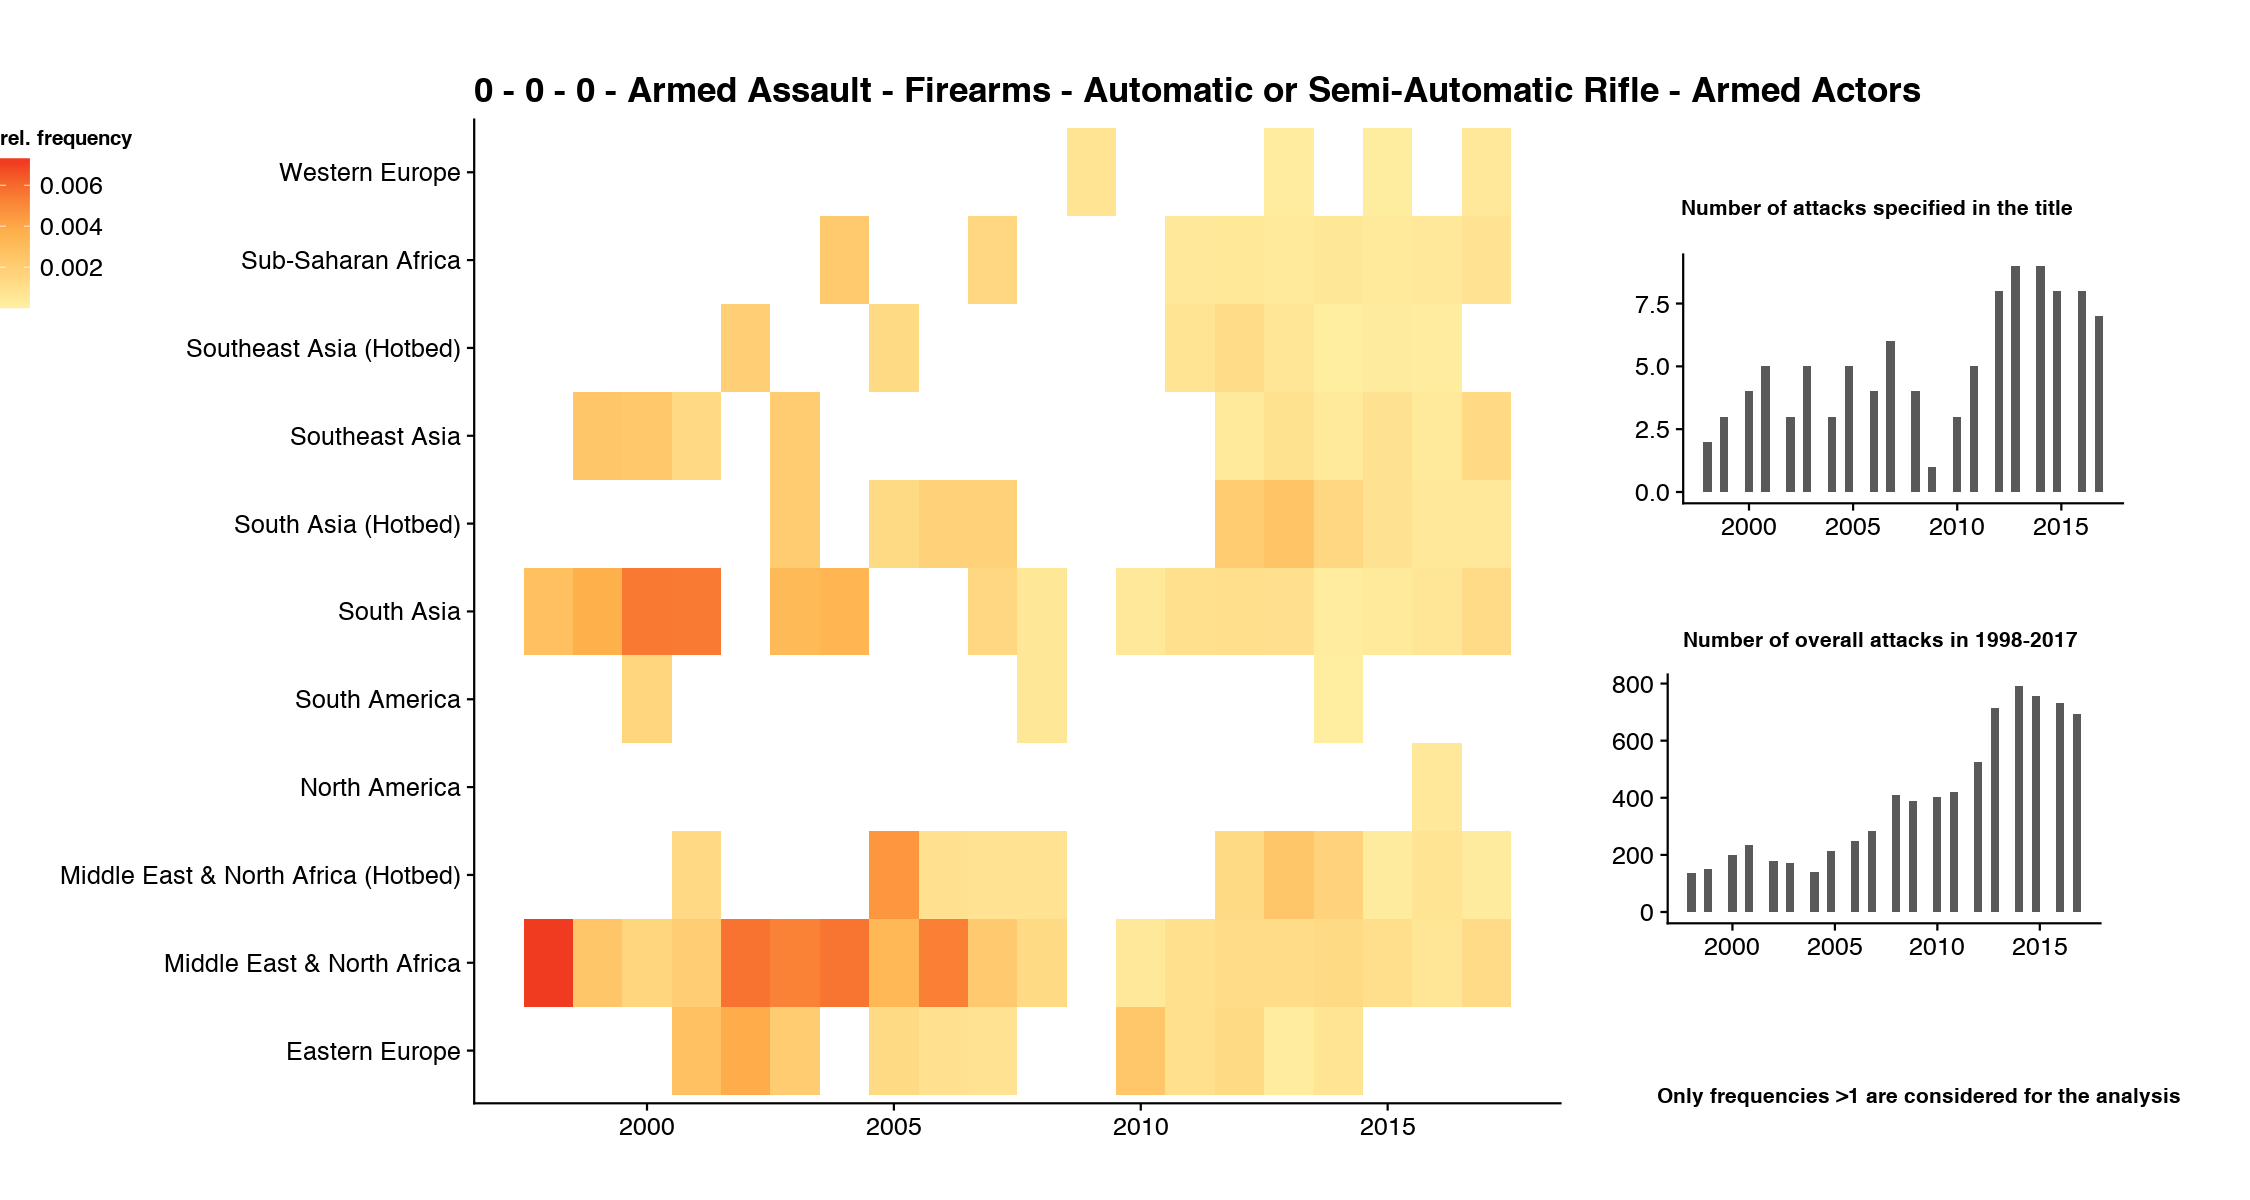 0 - 0 - 0 - Armed Assault - Firearms - Automatic or Semi-Automatic Rifle - Armed Actors
rel. frequency
0.006
0.004
0.002
Western Europe
Sub-Saharan Africa
Southeast Asia (Hotbed)
Southeast Asia
South Asia (Hotbed)
South Asia
South America
North America
Middle East & North Africa (Hotbed)
Middle East & North Africa
Eastern Europe
2000 2005 2010 2015
Number of attacks specified in the title
7.5
5.0
2.5
0.0
2000 2005 2010 2015
Number of overall attacks in 1998-2017
800
600
400
200
0
2000 2005 2010 2015
Only frequencies >1 are considered for the analysis